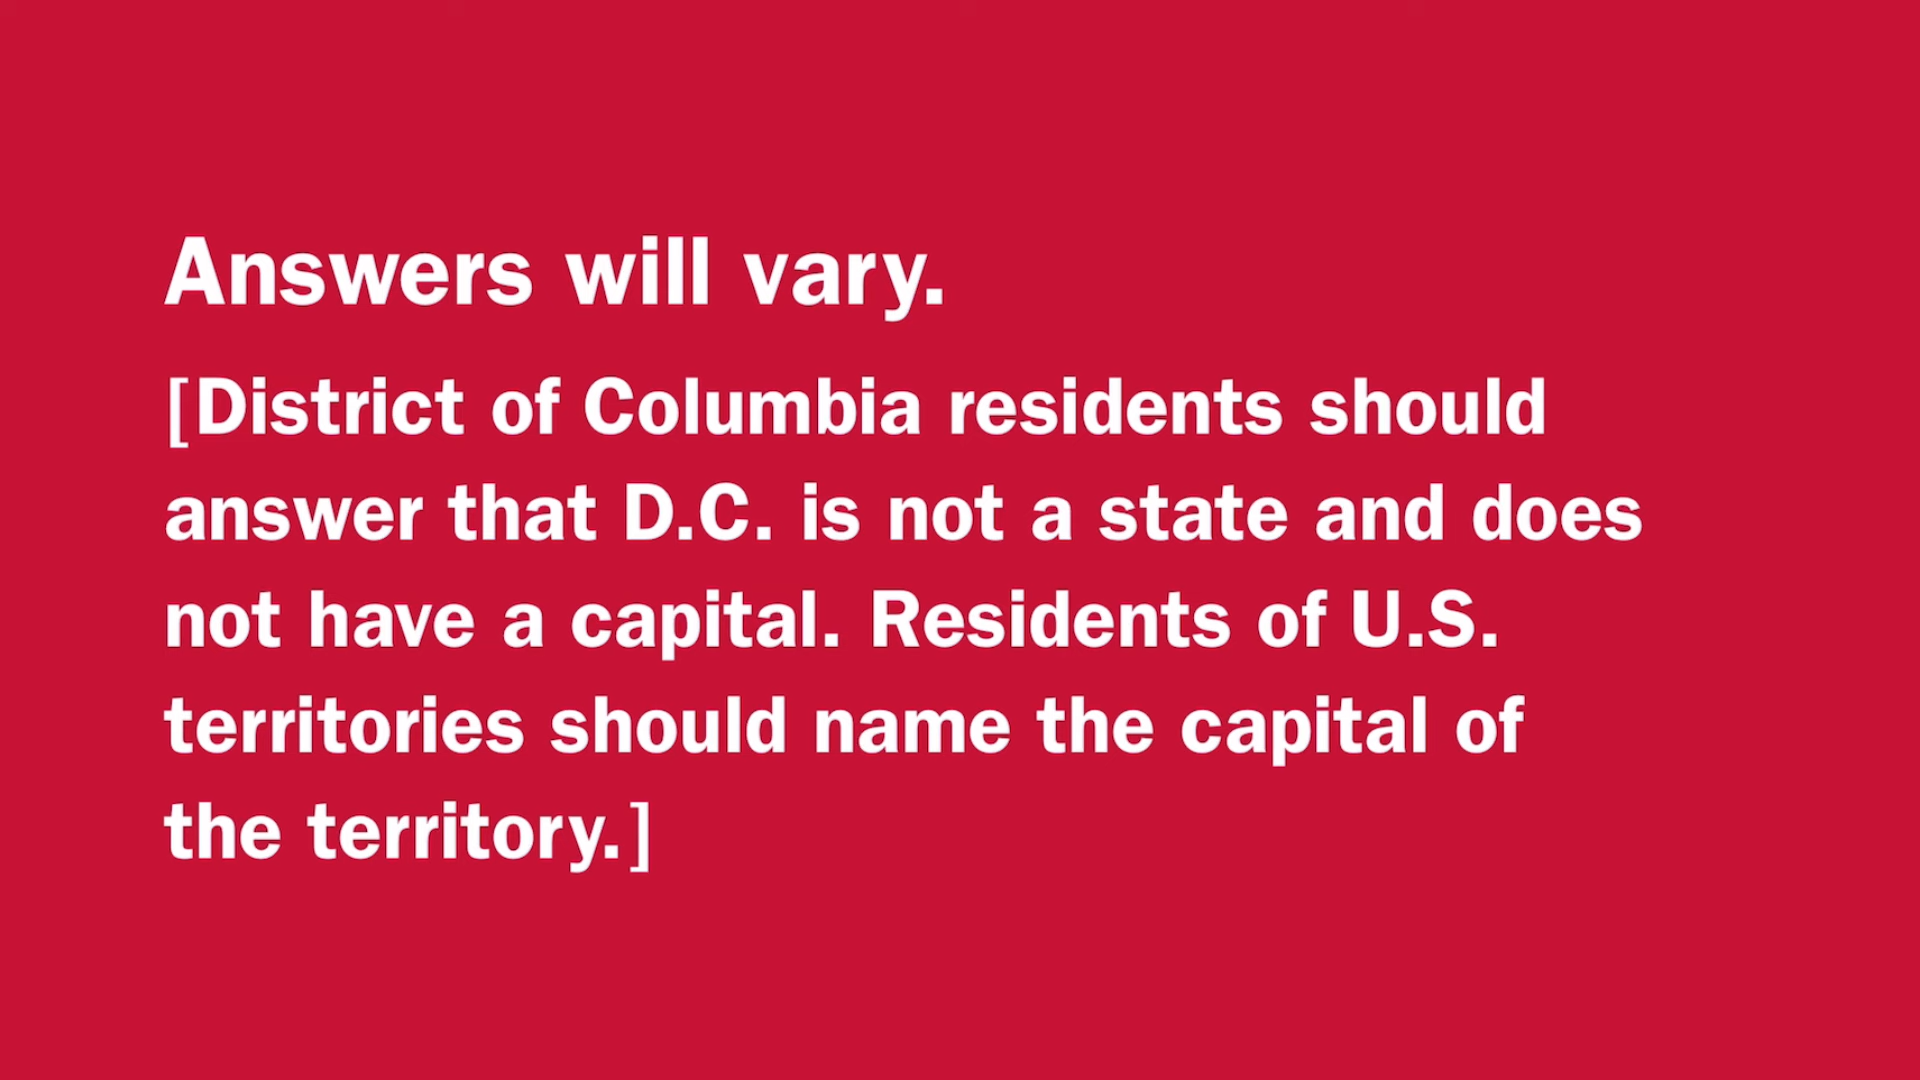 Answers will vary.
[District of Columbia residents should
answer that D.C. is not a state and does
not have a capital. Residents of U.S.
territories should name the capital of
the territory.]